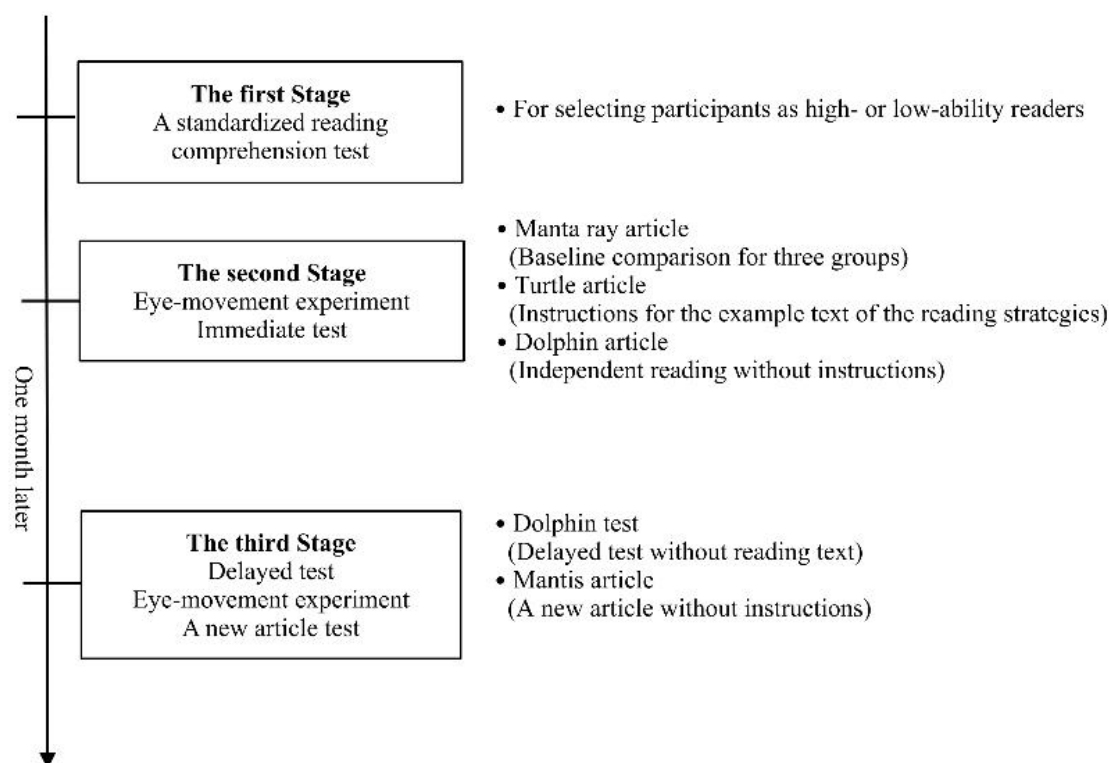 The first Stage
A standardized reading
comprehension test
• For selecting participants as high- or low-ability readers
The second Stage
Eye-movement experiment
Immediate test
• Manta ray article
(Baseline comparison for three groups)
• Turtle article
(Instructions for the example text of the reading strategies)
• Dolphin article
(Independent reading without instructions)
One month later
The third Stage
Delayed test
Eye-movement experiment
A new article test
• Dolphin test
(Delayed test without reading text)
• Mantis article
(A new article without instructions)